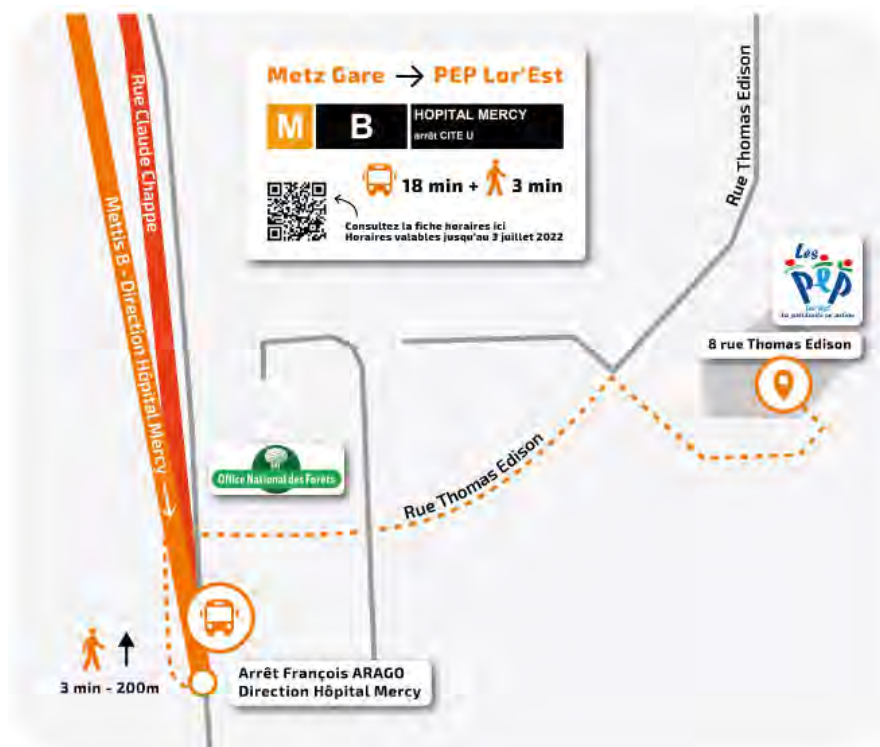 Metz Gare → PEP Lor'Est
M B HOPITAL MERCY
arrêt CITE U
18 min + 3 min
Consultez la fiche horaires ici
Horaires valables jusqu'au 3 juillet 2022
Rue Claude Chappe
Mettis B - Direction Hôpital Mercy →
Rue Thomas Edison
Les
pep
8 rue Thomas Edison
Office National des Forêts
Rue Thomas Edison
3 min - 200m
Arrêt François ARAGO
Direction Hôpital Mercy